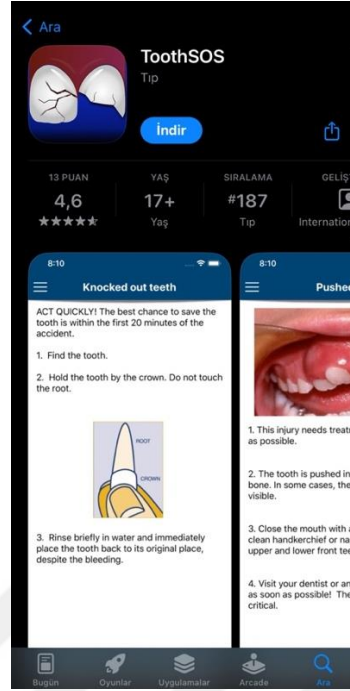 Ara
ToothSOS
Tıp
İndir
13 PUAN
YAŞ
SIRALAMA
4,6
17+
#187
Yaş
Tıp
International
8:10
Knocked out teeth
ACT QUICKLY! The best chance to save the
tooth is within the first 20 minutes of the
accident.
1. Find the tooth.
2. Hold the tooth by the crown. Do not touch
the root.
ROOT
CROWN
3. Rinse briefly in water and immediately
place the tooth back to its original place,
despite the bleeding.
8:10
Pushed
1. This injury needs
as possible.
2. The tooth is pushed
bone. In some cases, the
visible.
3. Close the mouth with
clean handkerchief or
upper and lower front
4. Visit your dentist or
as soon as possible! The
critical.
Bugün
Oyunlar
Uygulamalar
Arcade
Ara